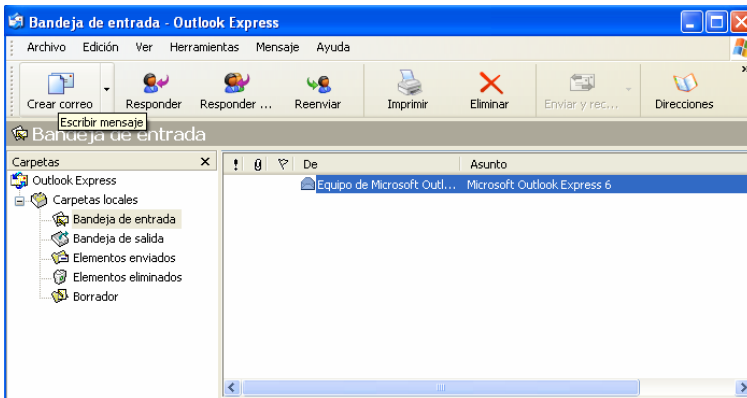 Bandeja de entrada - Outlook Express
Archivo Edición Ver Herramientas Mensaje Ayuda
Crear correo Responder Responder ... Reenviar Imprimir Eliminar Enviar y rec... Direcciones
Escribir mensaje
Bandeja de entrada
Carpetas
De Asunto
Outlook Express
Equipo de Microsoft Outl... Microsoft Outlook Express 6
Carpetas locales
Bandeja de entrada
Bandeja de salida
Elementos enviados
Elementos eliminados
Borrador